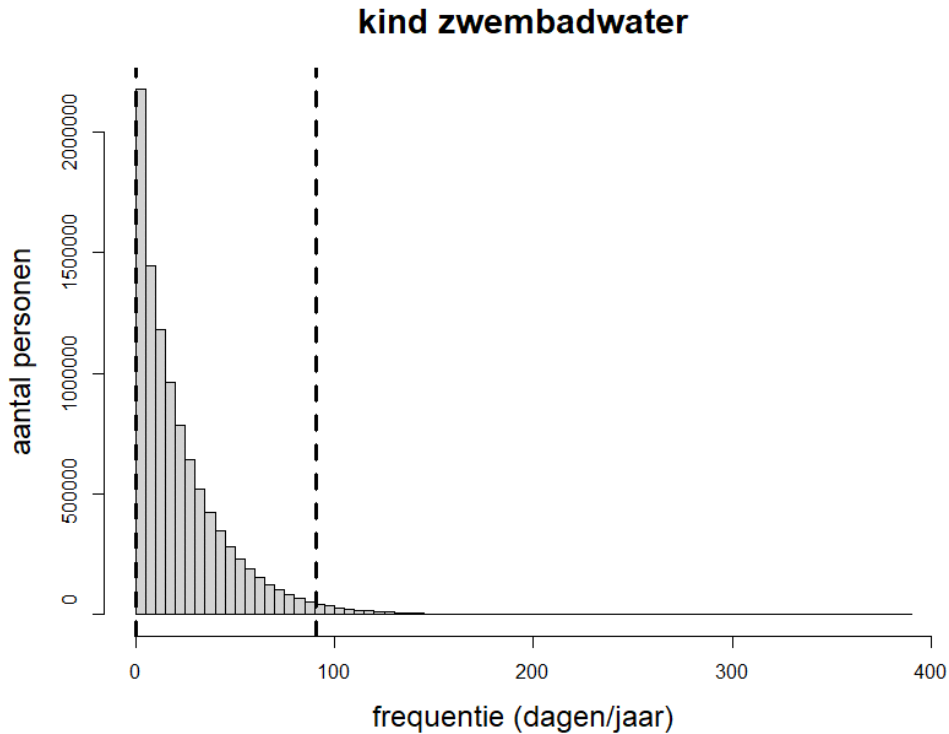 kind zwembadwater
aantal personen
2000000
1500000
1000000
500000
0
0 100 200 300 400
frequentie (dagen/jaar)